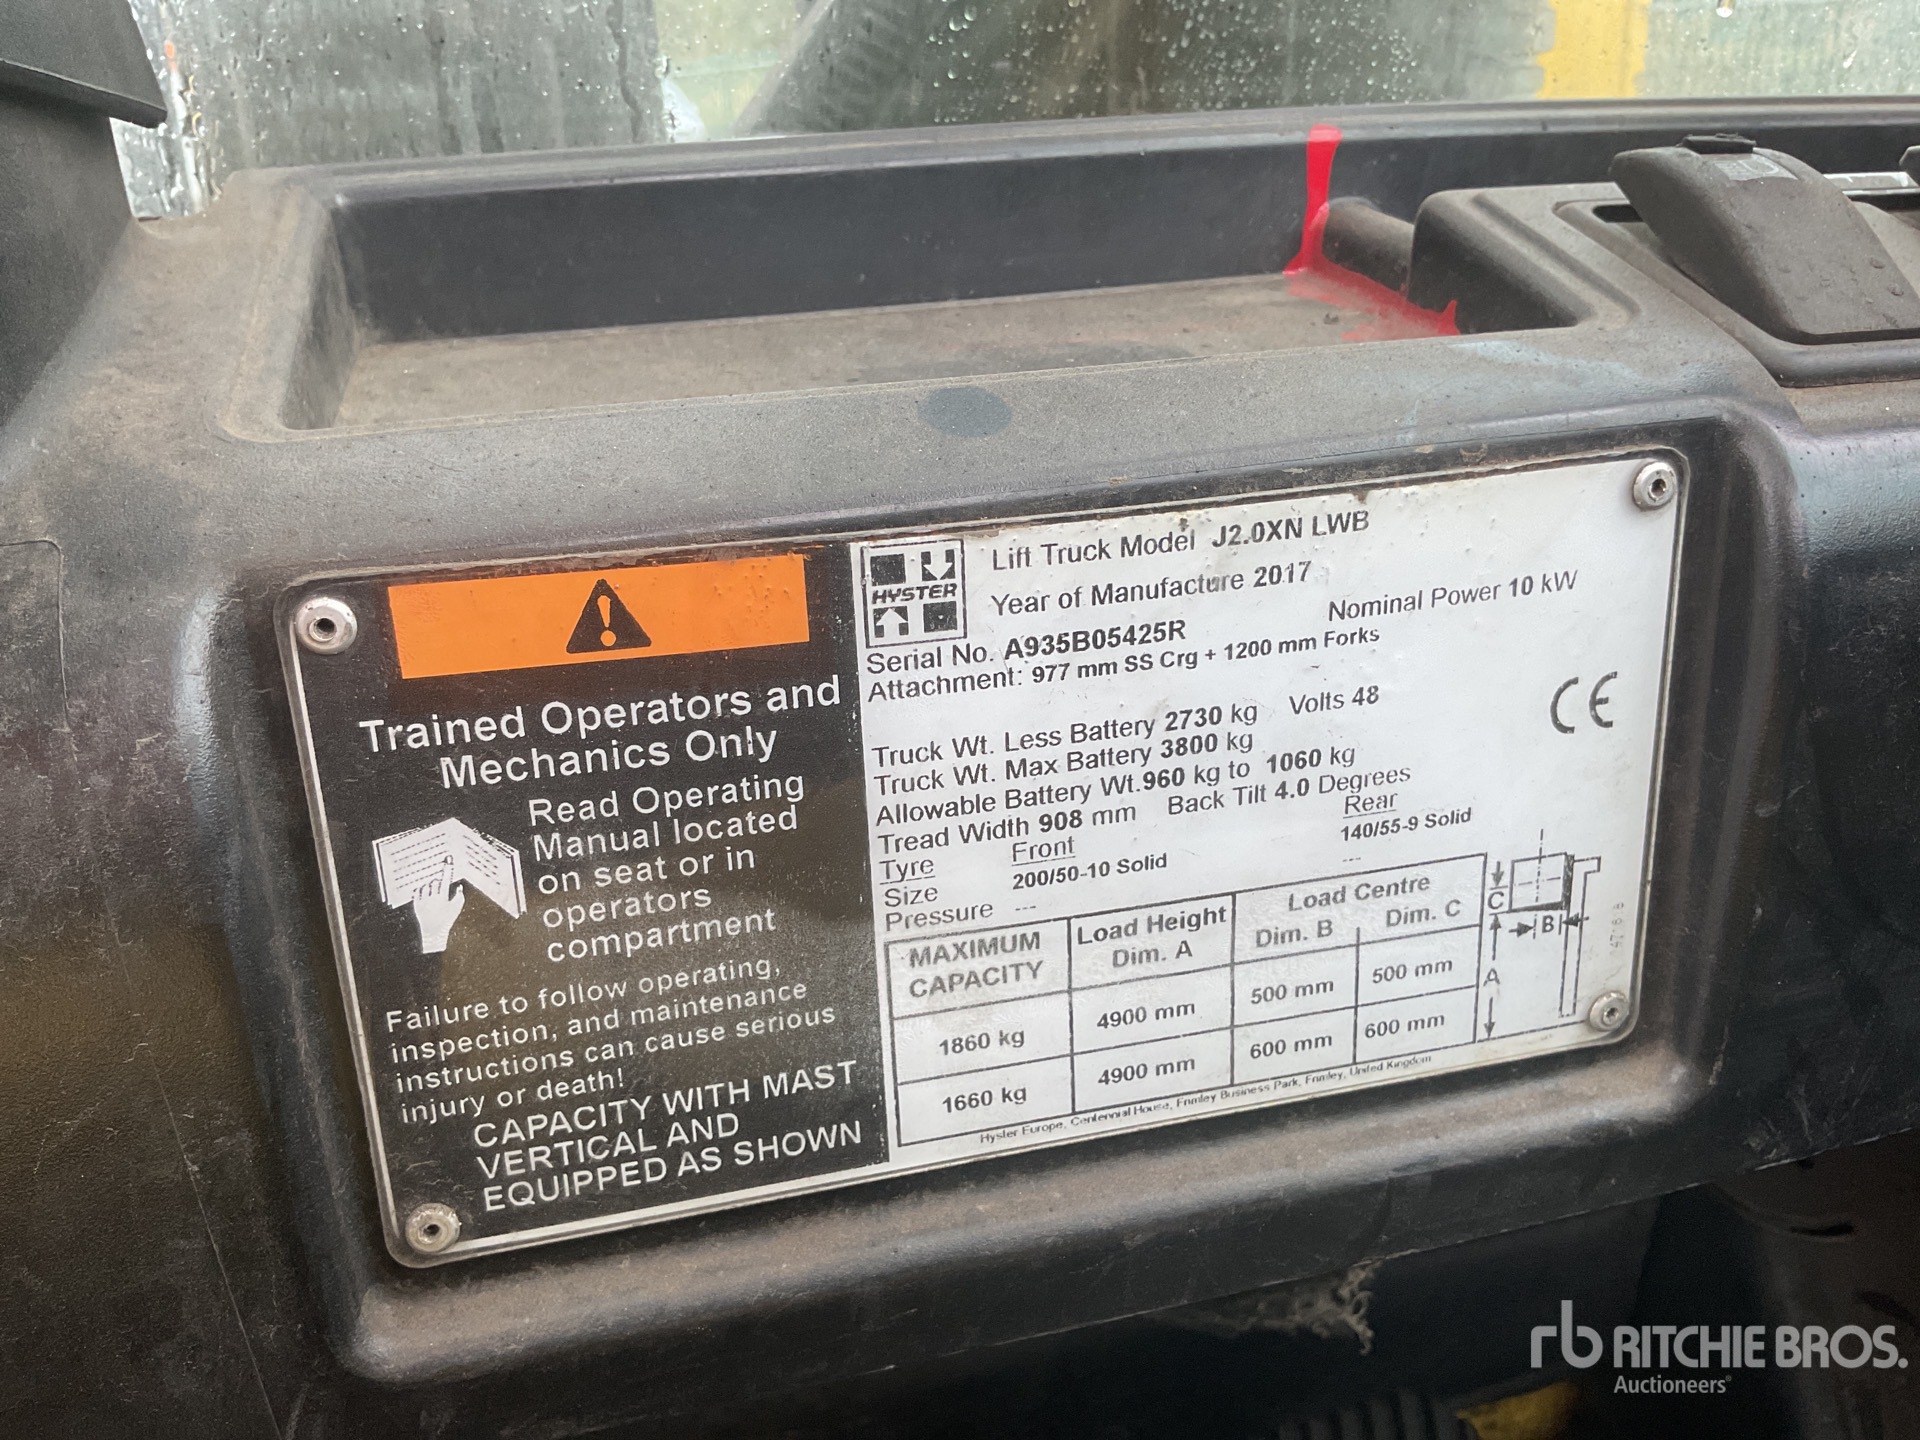 Trained Operators and
Mechanics Only
Read Operating
Manual located
on seat or in
operators
compartment
Failure to follow operating,
inspection, and maintenance
instructions can cause serious
injury or death!
CAPACITY WITH MAST
VERTICAL AND
EQUIPPED AS SHOWN
HYSTER
Lift Truck Model J2.0XN LWB
Year of Manufacture 2017
Nominal Power 10 kW
Serial No. A935B05425R
Attachment: 977 mm SS Crg + 1200 mm Forks
Truck Wt. Less Battery 2730 kg Volts 48
Truck Wt. Max Battery 3800 kg
Allowable Battery Wt. 960 kg to 1060 kg
Tread Width 908 mm Back Tilt 4.0 Degrees
Tyre Front Rear
Size 200/50-10 Solid 140/55-9 Solid
Pressure --- ---
CE
MAXIMUM CAPACITY Load Height Dim. A Load Centre Dim. B Dim. C
1860 kg 4900 mm 500 mm 500 mm
1660 kg 4900 mm 600 mm 600 mm
C
B
A
Hyster Europe, Centennial House, Frimley Business Park, Frimley, United Kingdom
rb RITCHIE BROS.
Auctioneers